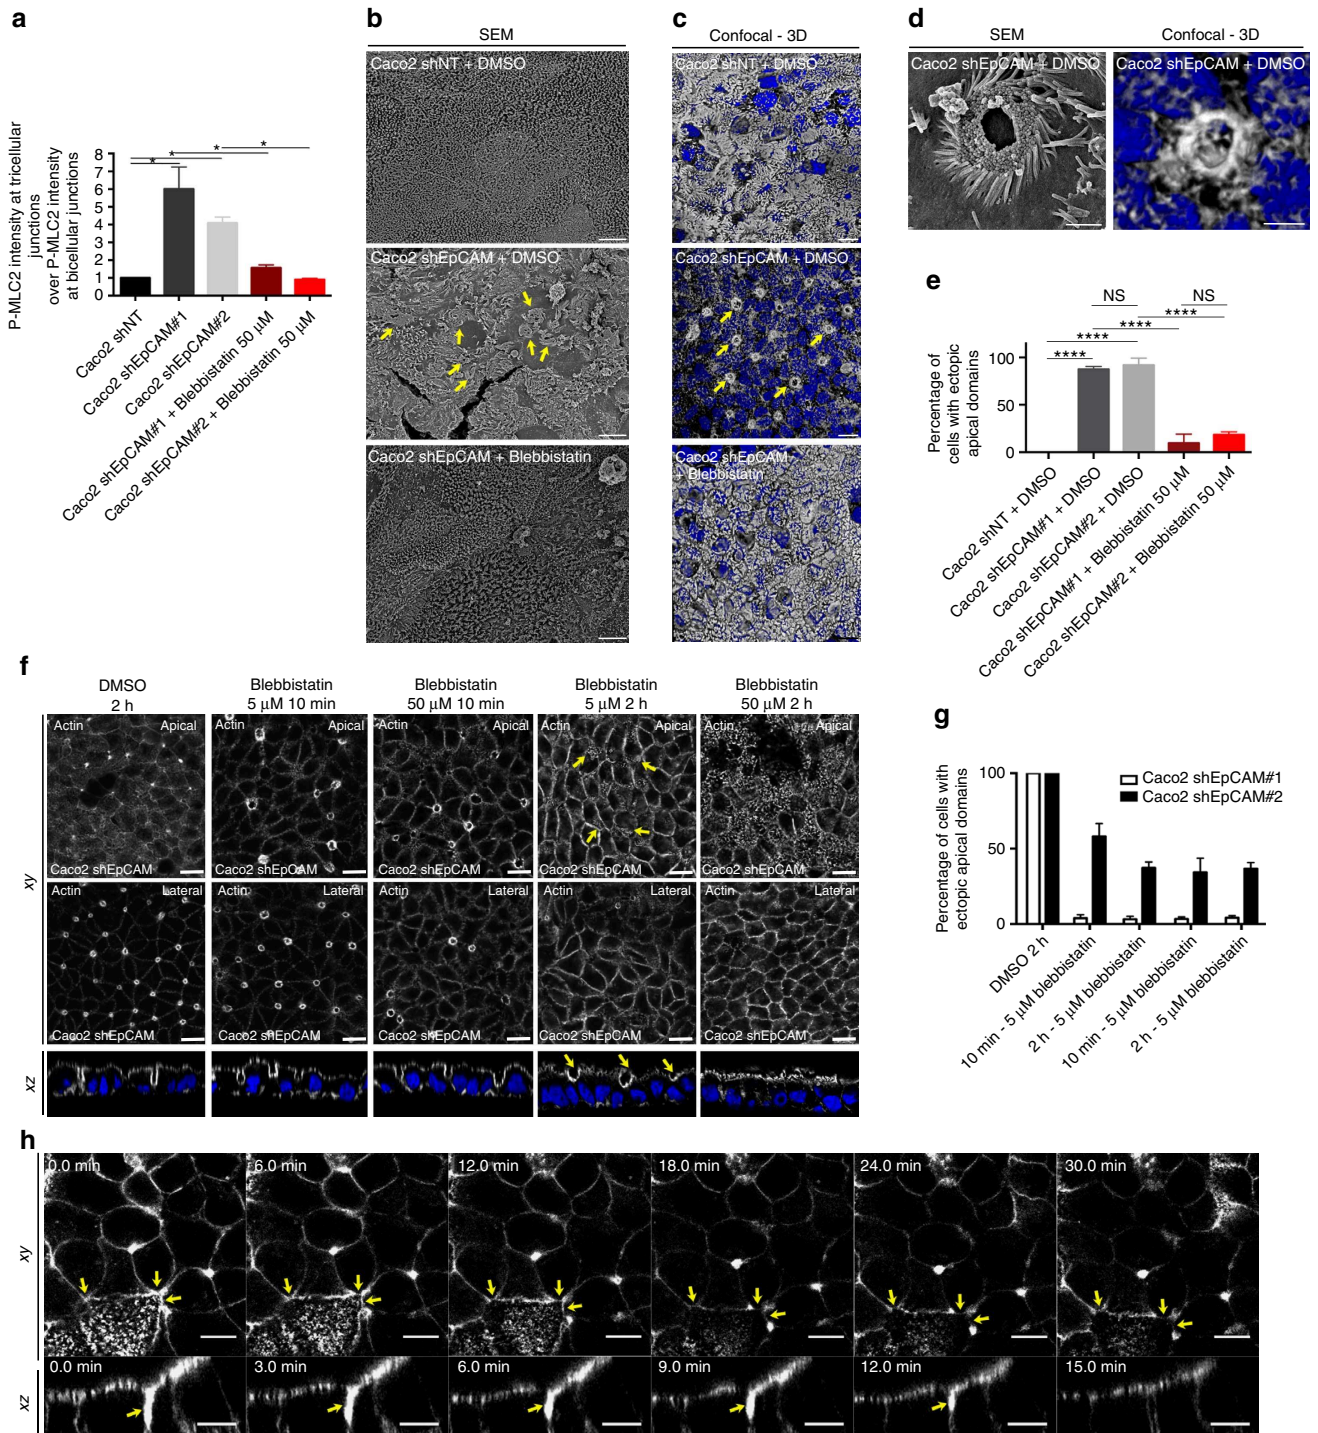 a
P-MLC2 intensity at tricellular
junctions
over P-MLC2 intensity
at bicellular junctions
8
7
6
5
4
3
2
1
0
*
*
*
*
Caco2 shNT
Caco2 shEpCAM#1
Caco2 shEpCAM#2
Caco2 shEpCAM#1 + Blebbistatin 50 µM
Caco2 shEpCAM#2 + Blebbistatin 50 µM
b
SEM
Caco2 shNT + DMSO
Caco2 shEpCAM + DMSO
Caco2 shEpCAM + Blebbistatin
c
Confocal - 3D
Caco2 shNT + DMSO
Caco2 shEpCAM + DMSO
Caco2 shEpCAM
+ Blebbistatin
d
SEM
Confocal - 3D
Caco2 shEpCAM + DMSO
Caco2 shEpCAM + DMSO
e
Percentage of
cells with ectopic
apical domains
100
50
0
NS
NS
****
****
****
****
Caco2 shNT + DMSO
Caco2 shEpCAM#1 + DMSO
Caco2 shEpCAM#2 + DMSO
Caco2 shEpCAM#1 + Blebbistatin 50 µM
Caco2 shEpCAM#2 + Blebbistatin 50 µM
f
DMSO
2 h
Blebbistatin
5 µM 10 min
Blebbistatin
50 µM 10 min
Blebbistatin
5 µM 2 h
Blebbistatin
50 µM 2 h
xy
Actin Apical
Caco2 shEpCAM
Actin Apical
Caco2 shEpCAM
Actin Apical
Caco2 shEpCAM
Actin Apical
Caco2 shEpCAM
Actin Apical
Caco2 shEpCAM
Actin Lateral
Caco2 shEpCAM
Actin Lateral
Caco2 shEpCAM
Actin Lateral
Caco2 shEpCAM
Actin Lateral
Caco2 shEpCAM
Actin Lateral
Caco2 shEpCAM
xz
g
Percentage of cells with
ectopic apical domains
100
50
0
Caco2 shEpCAM#1
Caco2 shEpCAM#2
DMSO 2 h
10 min - 5 µM blebbistatin
2 h - 5 µM blebbistatin
10 min - 5 µM blebbistatin
2 h - 5 µM blebbistatin
h
xy
0.0 min
6.0 min
12.0 min
18.0 min
24.0 min
30.0 min
xz
0.0 min
3.0 min
6.0 min
9.0 min
12.0 min
15.0 min